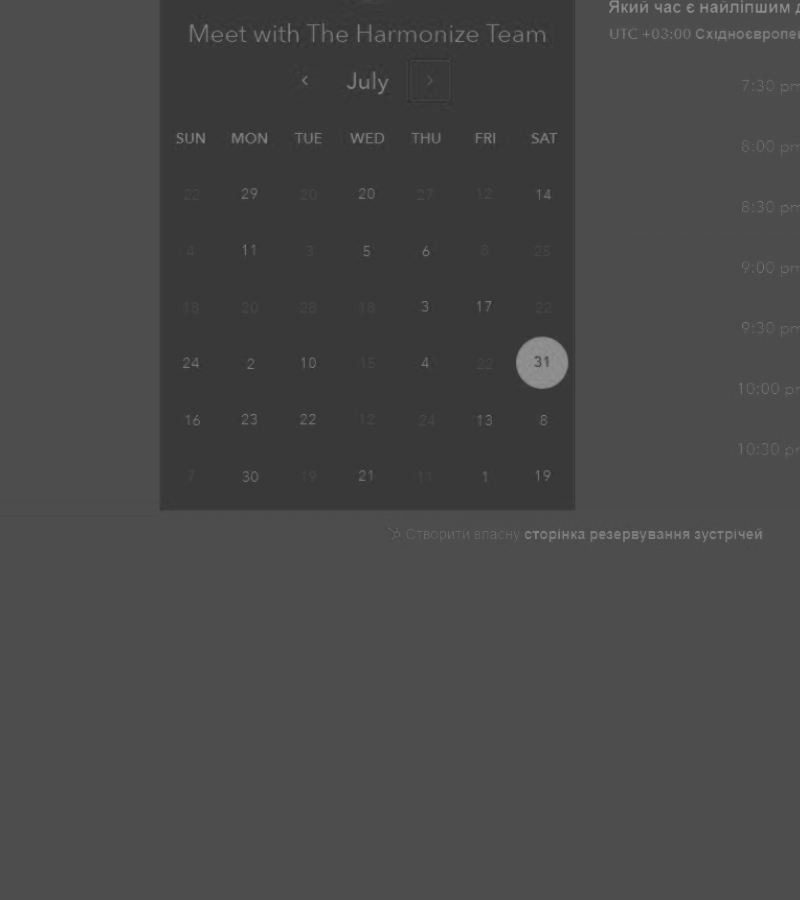 Meet with The Harmonize Team
July
SUN MON TUE WED THU FRI SAT
22 29 20 20 27 12 14
4 11 3 5 6 8 25
18 20 28 18 3 17 22
24 2 10 15 4 22 31
16 23 22 12 24 13 8
7 30 19 21 11 1 19
Який час є найліпшим
UTC +03:00 Східноєвропе
7:30 pm
8:00 pm
8:30 pm
9:00 pm
9:30 pm
10:00 pm
10:30 pm
Створити власну сторінка резервування зустрічей